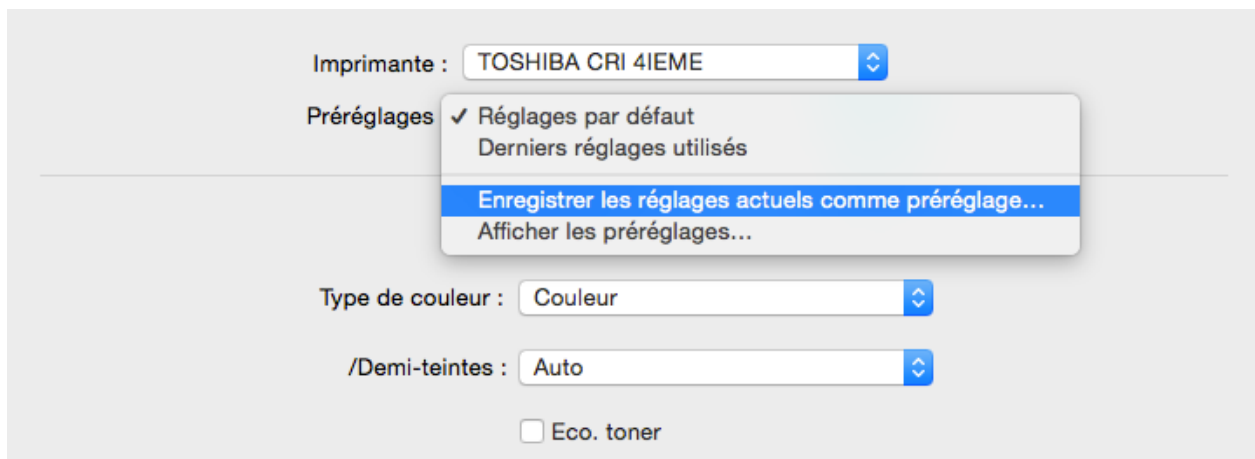 Imprimante : TOSHIBA CRI 4IEME
Préréglages ✓ Réglages par défaut
Derniers réglages utilisés
Enregistrer les réglages actuels comme préréglage...
Afficher les préréglages...
Type de couleur : Couleur
/Demi-teintes : Auto
Eco. toner